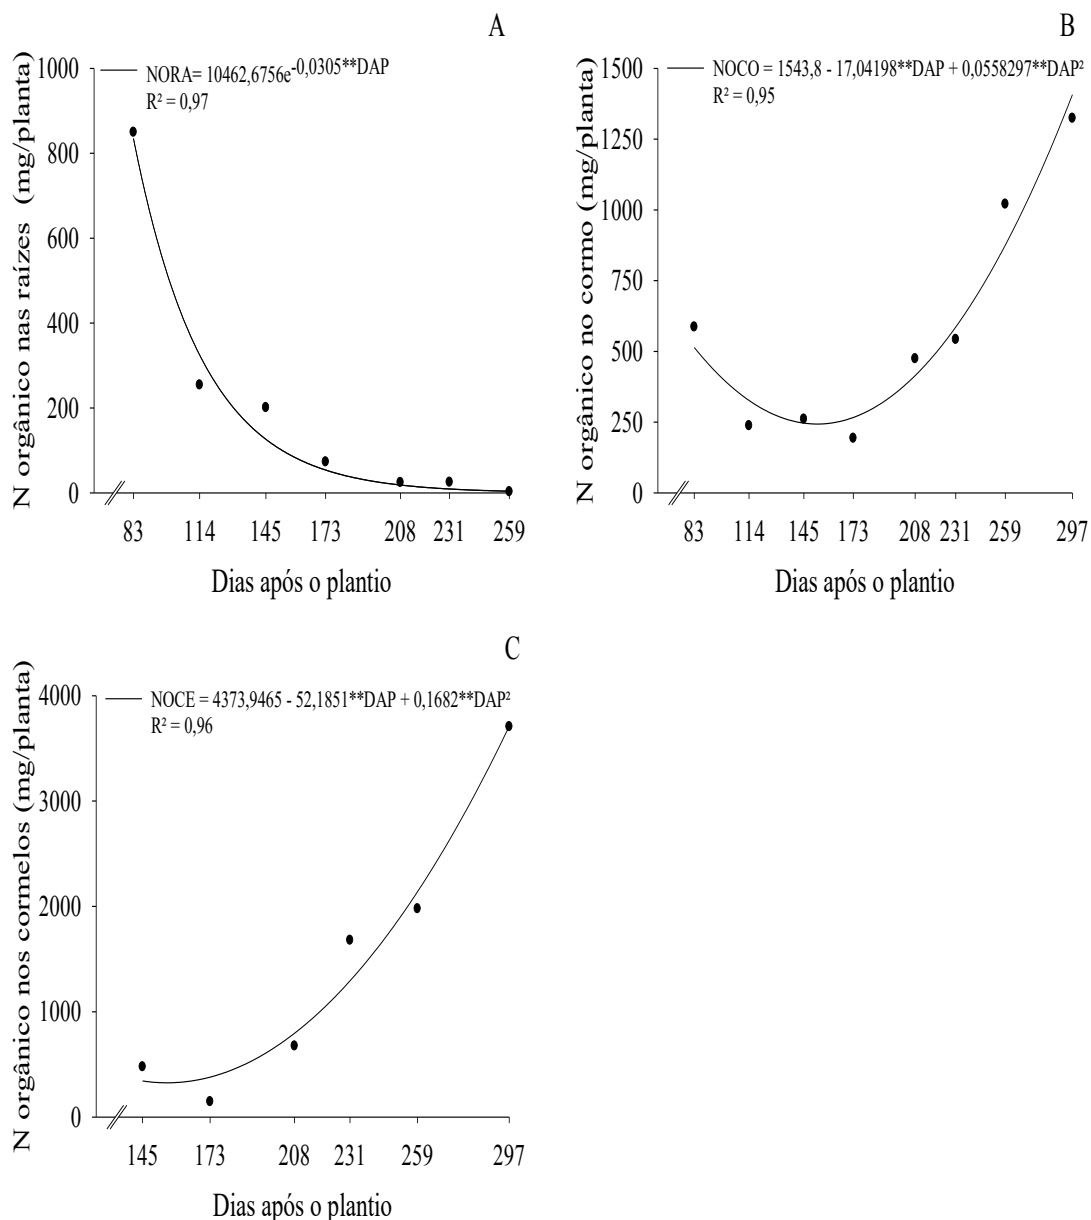 A
NORA= 10462,6756e-0,0305**DAP
R² = 0,97
N orgânico nas raízes (mg/planta)
1000
800
600
400
200
0
83 114 145 173 208 231 259
Dias após o plantio
B
NOCO = 1543,8 - 17,04198**DAP + 0,0558297**DAP²
R² = 0,95
N orgânico no cormo (mg/planta)
1500
1250
1000
750
500
250
0
83 114 145 173 208 231 259 297
Dias após o plantio
C
NOCE = 4373,9465 - 52,1851**DAP + 0,1682**DAP²
R² = 0,96
N orgânico nos cormelos (mg/planta)
4000
3000
2000
1000
0
145 173 208 231 259 297
Dias após o plantio